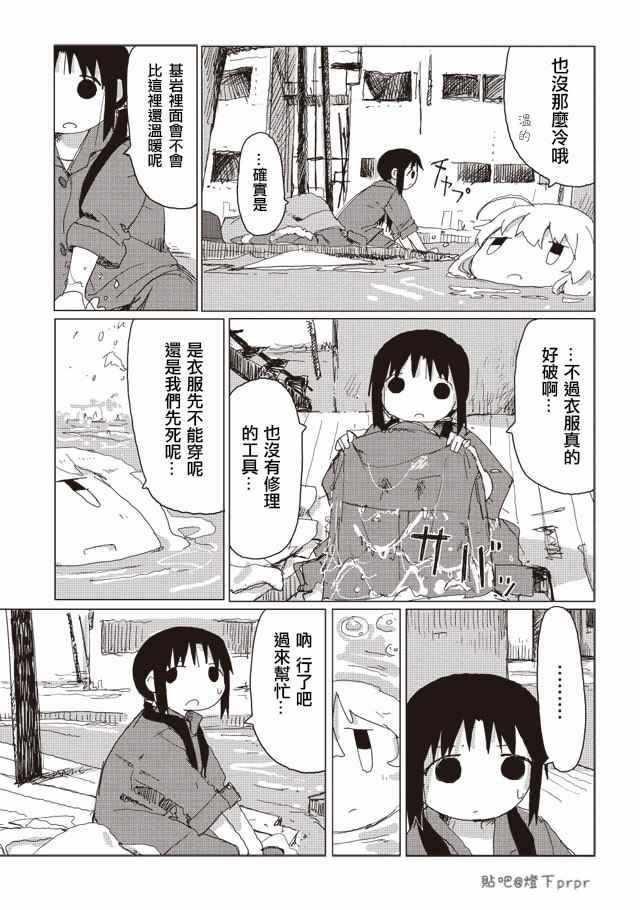 也沒那麼冷哦
溫的
…確實是
チャプ
基岩裡面會不會
比這裡還溫暖呢
…不過衣服真的
好破啊…
也沒有修理
的工具…
ザバッ
是衣服先不能穿呢
還是我們先死呢…
………
吶 行了吧
過來幫忙…
貼吧@燈下prpr